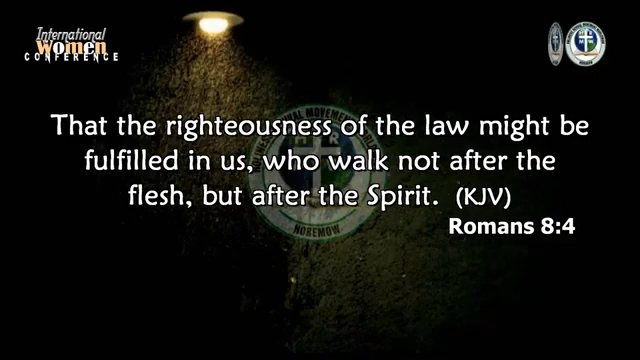 International
Women
CONFERENCE
That the righteousness of the law might be
fulfilled in us, who walk not after the
flesh, but after the Spirit. (KJV)
Romans 8:4
HOREMOW